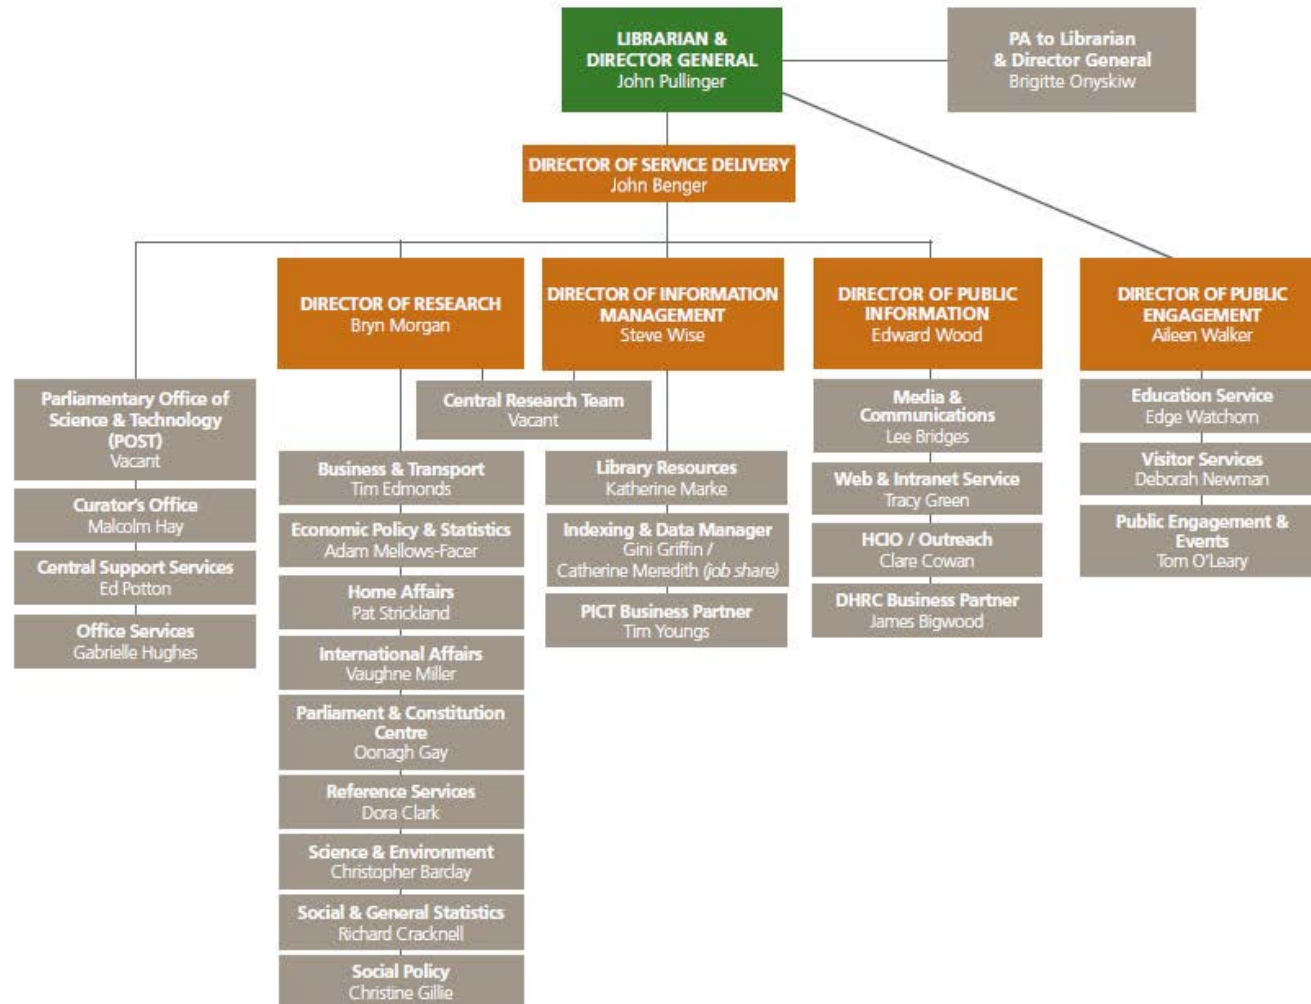 LIBRARIAN &
DIRECTOR GENERAL
John Pullinger
PA to Librarian
& Director General
Brigitte Onyskiw
DIRECTOR OF SERVICE DELIVERY
John Benger
DIRECTOR OF RESEARCH
Bryn Morgan
DIRECTOR OF INFORMATION
MANAGEMENT
Steve Wise
DIRECTOR OF PUBLIC
INFORMATION
Edward Wood
DIRECTOR OF PUBLIC
ENGAGEMENT
Aileen Walker
Parliamentary Office of
Science & Technology
(POST)
Vacant
Curator's Office
Malcolm Hay
Central Support Services
Ed Potton
Office Services
Gabrielle Hughes
Central Research Team
Vacant
Business & Transport
Tim Edmonds
Economic Policy & Statistics
Adam Mellows-Facer
Home Affairs
Pat Strickland
International Affairs
Vaughne Miller
Parliament & Constitution
Centre
Oonagh Gay
Reference Services
Dora Clark
Science & Environment
Christopher Barclay
Social & General Statistics
Richard Cracknell
Social Policy
Christine Gillie
Library Resources
Katherine Marke
Indexing & Data Manager
Gini Griffin /
Catherine Meredith (job share)
PICT Business Partner
Tim Youngs
Media &
Communications
Lee Bridges
Web & Intranet Service
Tracy Green
HCIO / Outreach
Clare Cowan
DHRC Business Partner
James Bigwood
Education Service
Edge Watchorn
Visitor Services
Deborah Newman
Public Engagement &
Events
Tom O'Leary